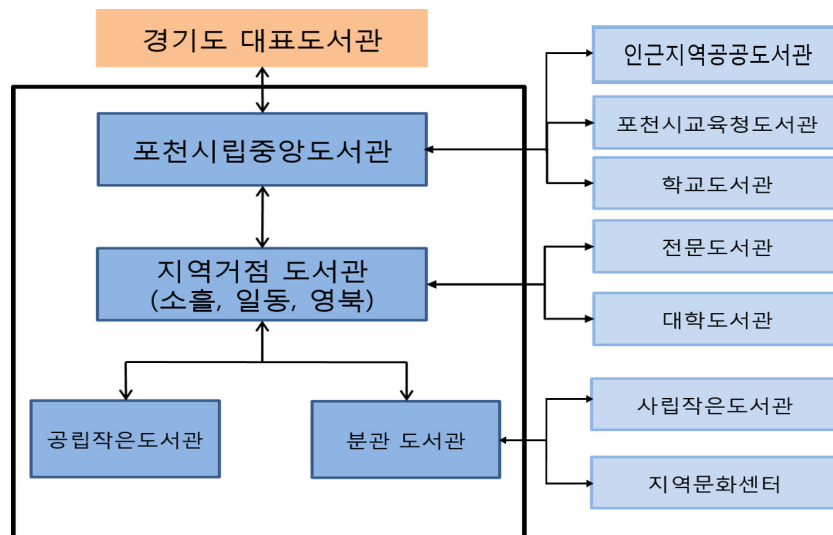 경기도 대표도서관
인근지역공공도서관
포천시교육청도서관
포천시립중앙도서관
학교도서관
전문도서관
지역거점 도서관
(소흘, 일동, 영북)
대학도서관
사립작은도서관
공립작은도서관
분관 도서관
지역문화센터